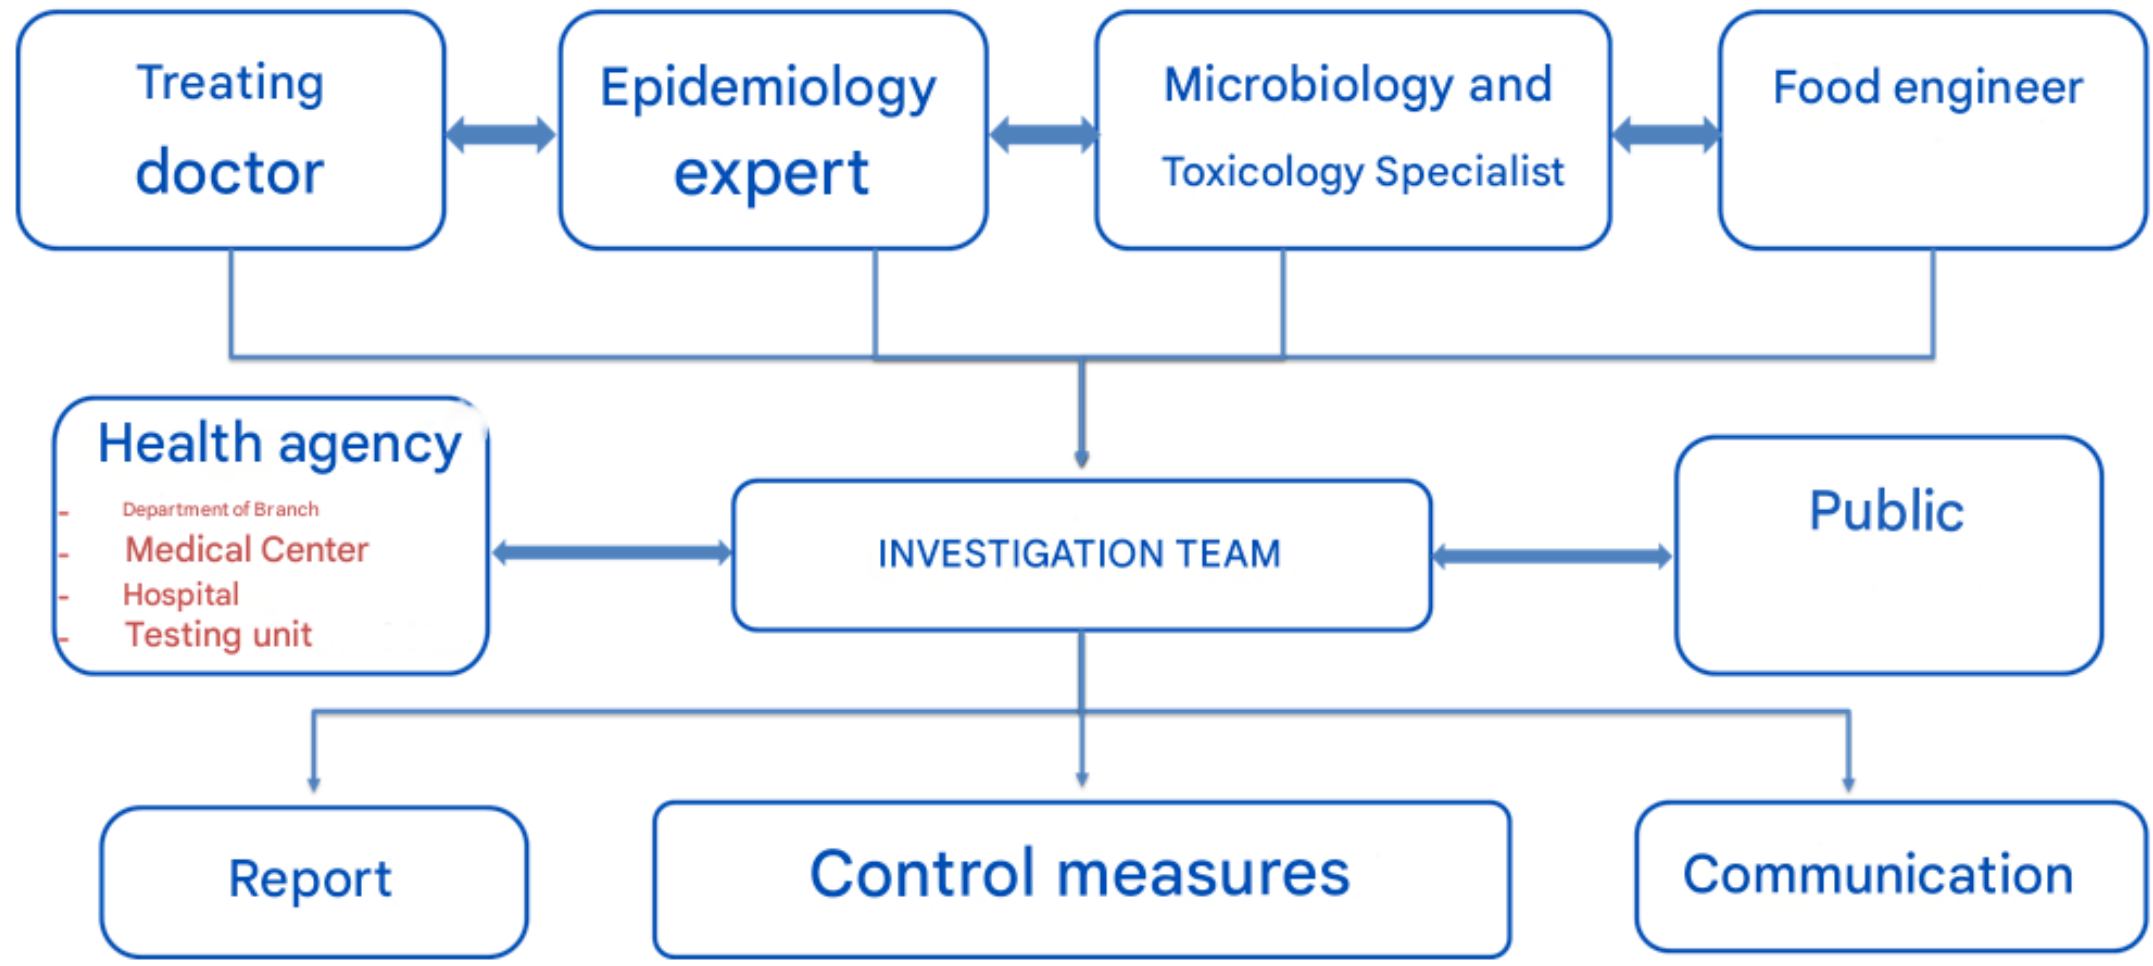 Treating
doctor
Epidemiology
expert
Microbiology and
Toxicology Specialist
Food engineer
Health agency
- Department of Branch
- Medical Center
- Hospital
- Testing unit
INVESTIGATION TEAM
Public
Report
Control measures
Communication